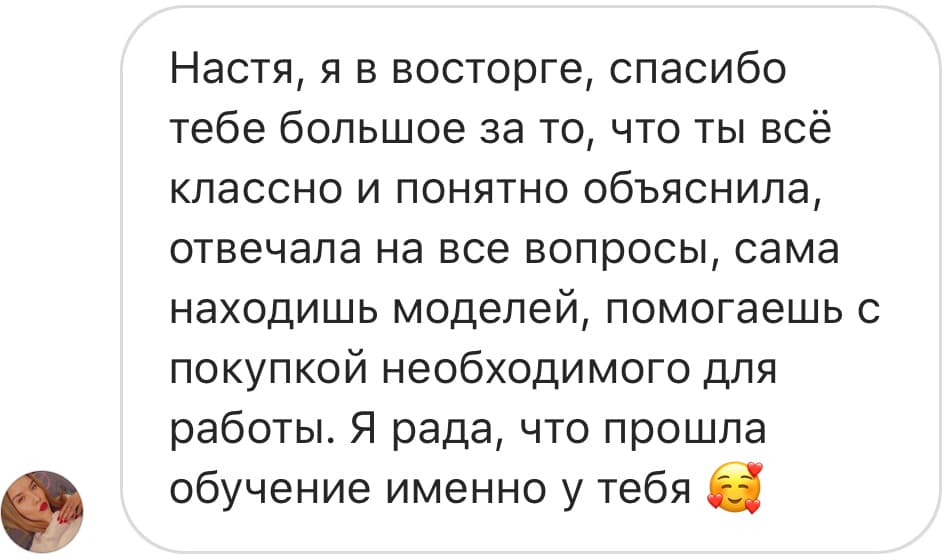 Настя, я в восторге, спасибо
тебе большое за то, что ты всё
классно и понятно объяснила,
отвечала на все вопросы, сама
находишь моделей, помогаешь с
покупкой необходимого для
работы. Я рада, что прошла
обучение именно у тебя 🥰